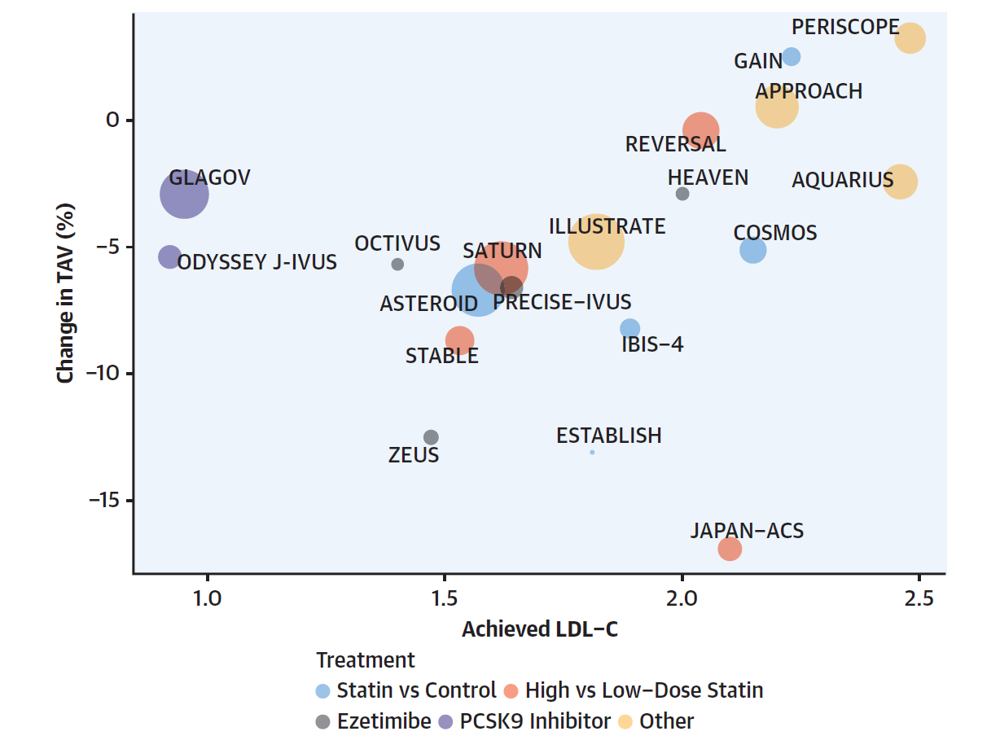 PERISCOPE
GAIN
APPROACH
0
REVERSAL
GLAGOV
HEAVEN
AQUARIUS
ILLUSTRATE
COSMOS
Change in TAV (%)
−5
OCTIVUS
SATURN
ODYSSEY J-IVUS
ASTEROID
PRECISE−IVUS
IBIS−4
STABLE
−10
ESTABLISH
ZEUS
−15
JAPAN−ACS
1.0 1.5 2.0 2.5
Achieved LDL−C
Treatment
Statin vs Control High vs Low−Dose Statin
Ezetimibe PCSK9 Inhibitor Other